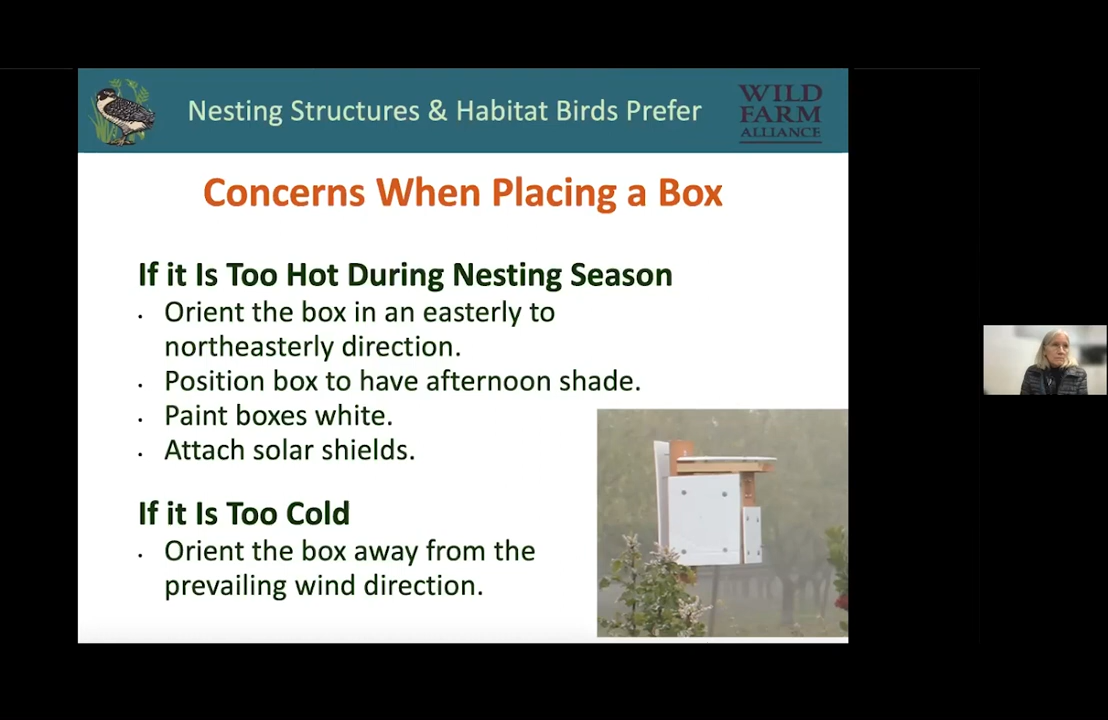 Nesting Structures & Habitat Birds Prefer
WILD
FARM
ALLIANCE
Concerns When Placing a Box
If it Is Too Hot During Nesting Season
· Orient the box in an easterly to
northeasterly direction.
· Position box to have afternoon shade.
· Paint boxes white.
· Attach solar shields.
If it Is Too Cold
· Orient the box away from the
prevailing wind direction.